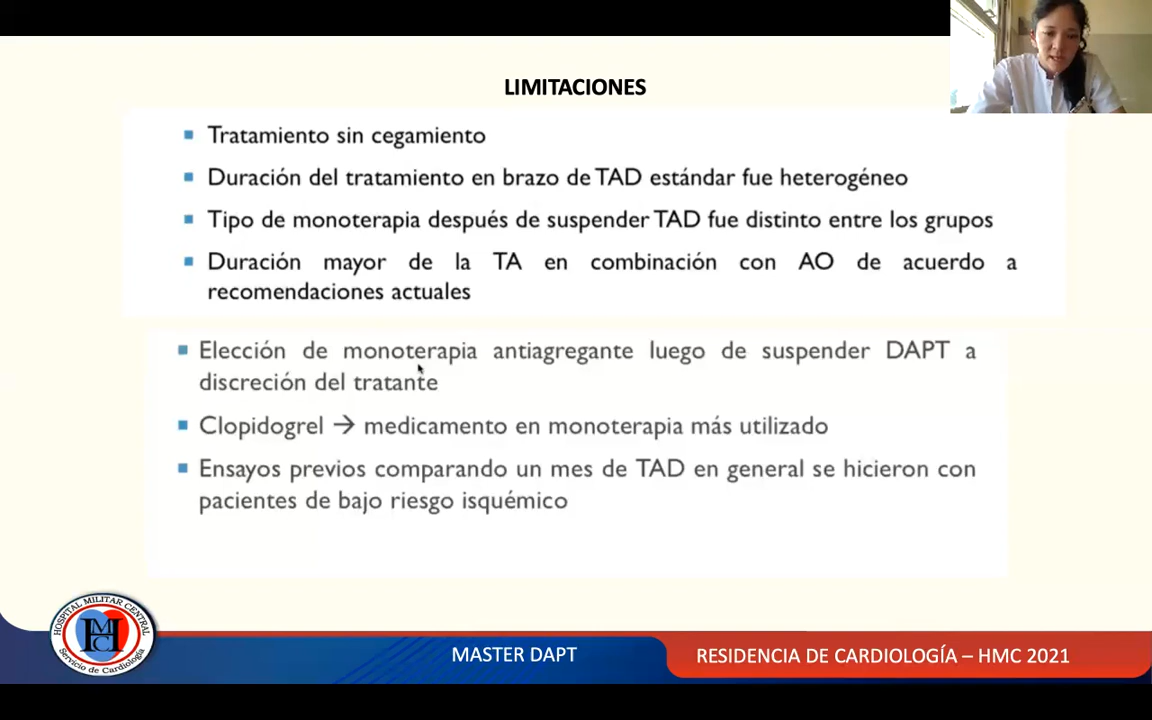 LIMITACIONES
▪ Tratamiento sin cegamiento
▪ Duración del tratamiento en brazo de TAD estándar fue heterogéneo
▪ Tipo de monoterapia después de suspender TAD fue distinto entre los grupos
▪ Duración mayor de la TA en combinación con AO de acuerdo a
recomendaciones actuales
▪ Elección de monoterapia antiagregante luego de suspender DAPT a
discreción del tratante
▪ Clopidogrel → medicamento en monoterapia más utilizado
▪ Ensayos previos comparando un mes de TAD en general se hicieron con
pacientes de bajo riesgo isquémico
HOSPITAL MILITAR CENTRAL
HMC
Servicio de Cardiología
MASTER DAPT
RESIDENCIA DE CARDIOLOGÍA – HMC 2021